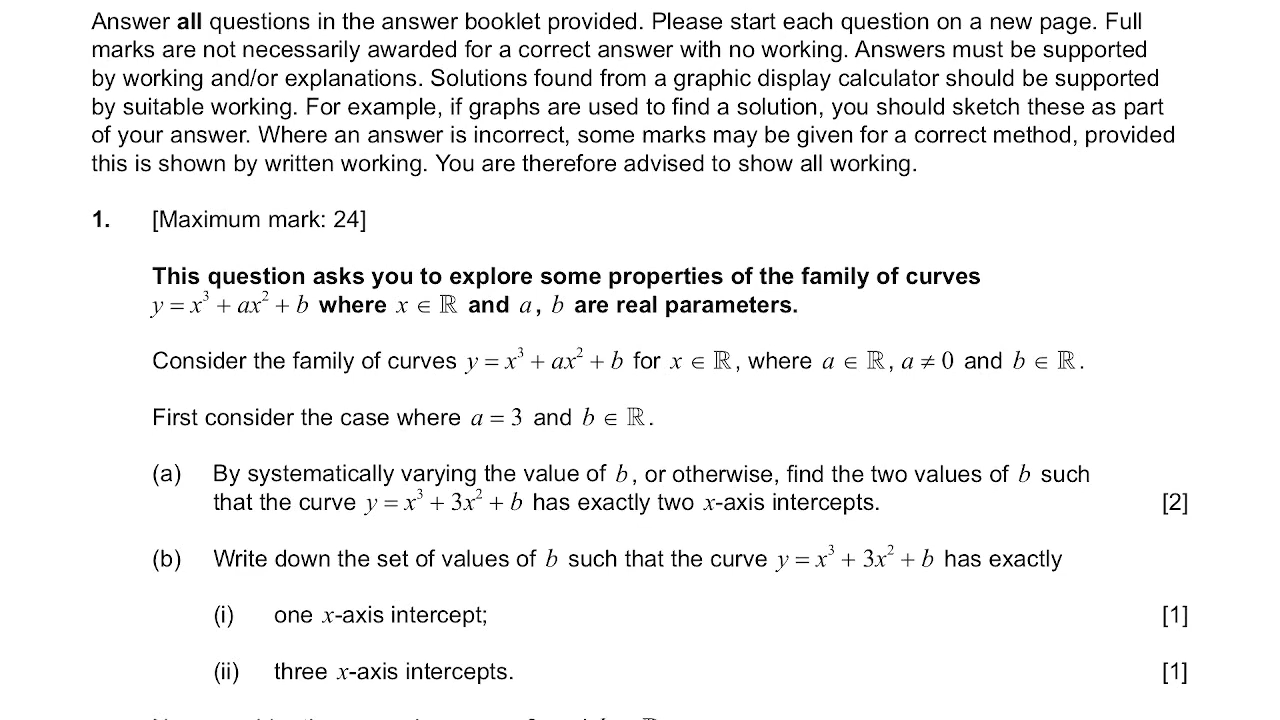 Answer all questions in the answer booklet provided. Please start each question on a new page. Full
marks are not necessarily awarded for a correct answer with no working. Answers must be supported
by working and/or explanations. Solutions found from a graphic display calculator should be supported
by suitable working. For example, if graphs are used to find a solution, you should sketch these as part
of your answer. Where an answer is incorrect, some marks may be given for a correct method, provided
this is shown by written working. You are therefore advised to show all working.
1. [Maximum mark: 24]
This question asks you to explore some properties of the family of curves
y = x³ + ax² + b where x ∈ ℝ and a, b are real parameters.
Consider the family of curves y = x³ + ax² + b for x ∈ ℝ, where a ∈ ℝ, a ≠ 0 and b ∈ ℝ.
First consider the case where a = 3 and b ∈ ℝ.
(a) By systematically varying the value of b, or otherwise, find the two values of b such
that the curve y = x³ + 3x² + b has exactly two x-axis intercepts. [2]
(b) Write down the set of values of b such that the curve y = x³ + 3x² + b has exactly
(i) one x-axis intercept; [1]
(ii) three x-axis intercepts. [1]